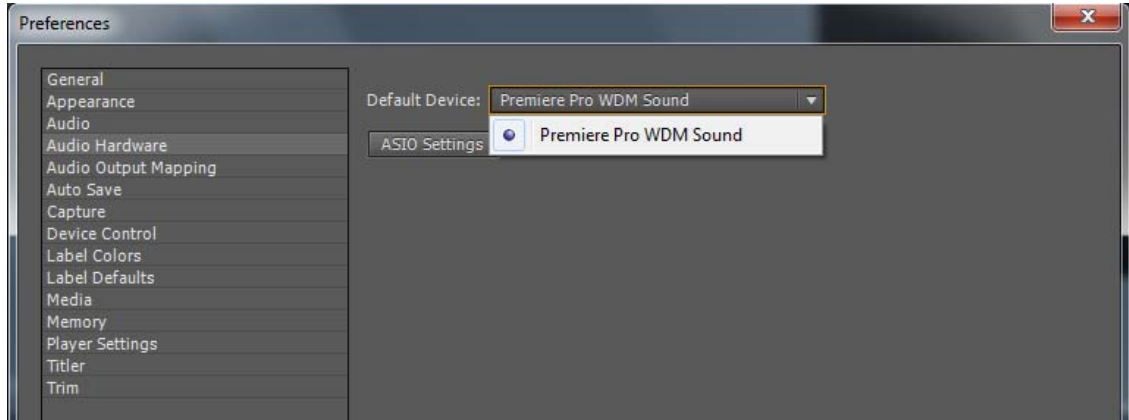 Preferences
General
Appearance
Audio
Audio Hardware
Audio Output Mapping
Auto Save
Capture
Device Control
Label Colors
Label Defaults
Media
Memory
Player Settings
Titler
Trim
Default Device: Premiere Pro WDM Sound
Premiere Pro WDM Sound
ASIO Settings